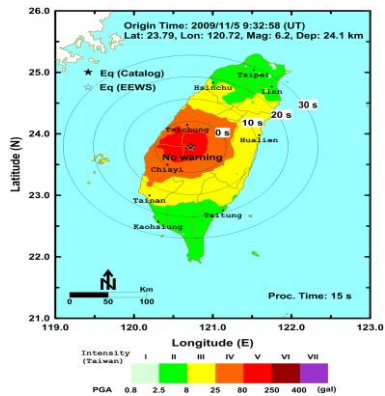 Origin Time: 2009/11/5 9:32:58 (UT)
Lat: 23.79, Lon: 120.72, Mag: 6.2, Dep: 24.1 km
26.0
Eq (Catalog)
Eq (EEWS)
Taipei
Hsinchu
Ilan
30 s
25.0
20 s
10 s
Taichung
0 s
24.0
Hualien
No warning
Chiayi
23.0
Tainan
Taitung
Kaohsiung
22.0
N
Km
0 50 100
Proc. Time: 15 s
21.0
119.0 120.0 121.0 122.0 123.0
Latitude (N)
Longitude (E)
Intensity
(Taiwan)
I II III IV V VI VII
PGA 0.8 2.5 8 25 80 250 400 (gal)